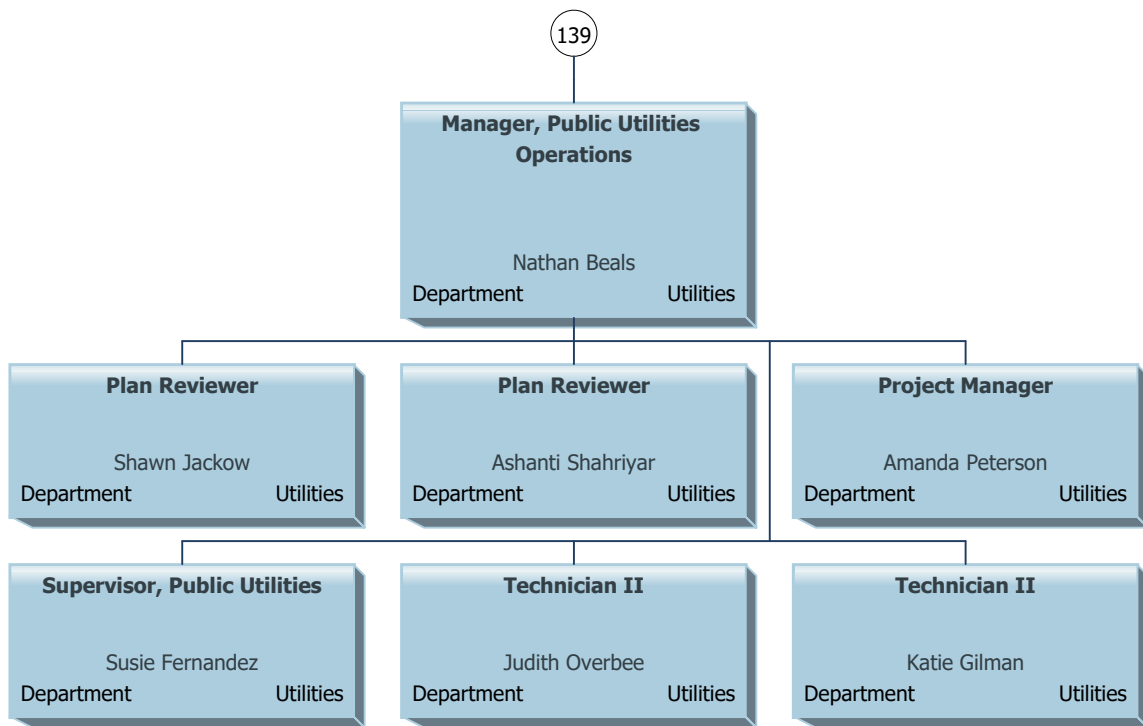 139
Manager, Public Utilities
Operations
Nathan Beals
Department Utilities
Plan Reviewer
Shawn Jackow
Department Utilities
Plan Reviewer
Ashanti Shahriyar
Department Utilities
Project Manager
Amanda Peterson
Department Utilities
Supervisor, Public Utilities
Susie Fernandez
Department Utilities
Technician II
Judith Overbee
Department Utilities
Technician II
Katie Gilman
Department Utilities